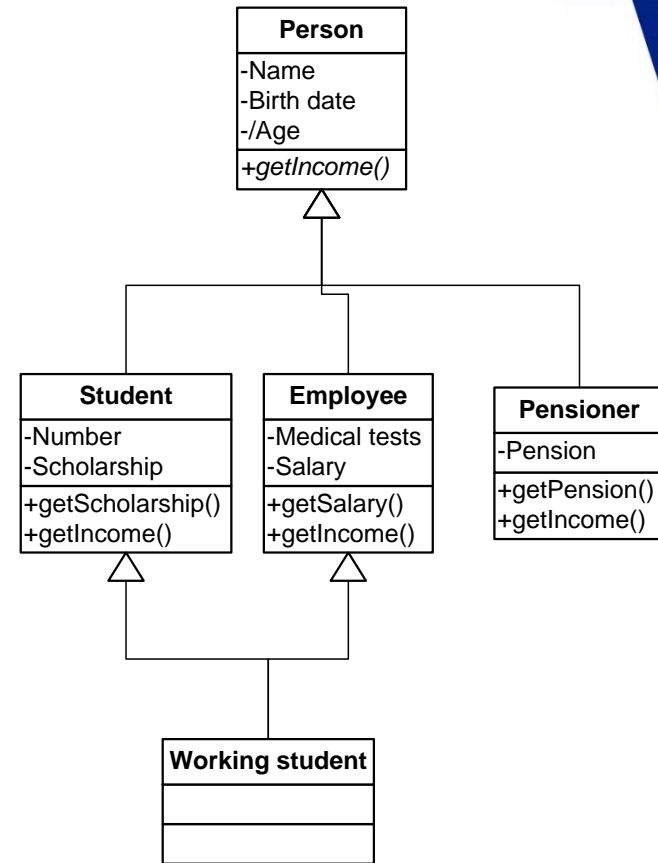 Person
-Name
-Birth date
-/Age
+getIncome()
Student
-Number
-Scholarship
+getScholarship()
+getIncome()
Employee
-Medical tests
-Salary
+getSalary()
+getIncome()
Pensioner
-Pension
+getPension()
+getIncome()
Working student